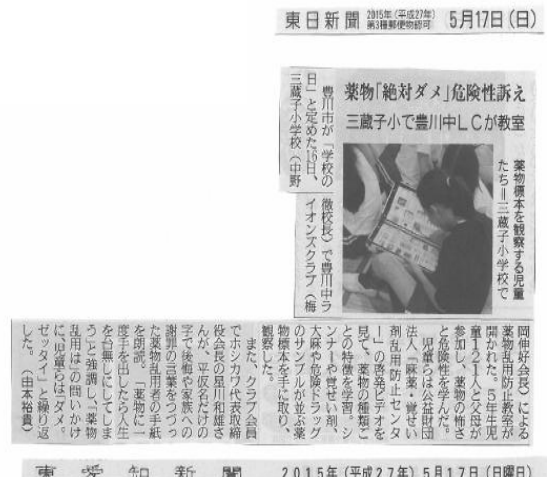 東日新聞 2015年(平成27年) 第3種郵便物認可 5月17日(日)
薬物「絶対ダメ」危険性訴え
三蔵子小で豊川中LCが教室
薬物標本を観察する児童
たち=三蔵子小学校で
豊川市が「学校の
日」と定めた16日、
三蔵子小学校(中野
徹校長)で豊川中ラ
イオンズクラブ(梅
岡伸好会長)による
薬物乱用防止教室が
開かれた。5年生児
童121人と父母が
参加し、薬物の怖さ
と危険性を学んだ。
児童らは公益財団
法人「麻薬・覚せい
剤乱用防止センタ
ー」の啓発ビデオを
見て、薬物の種類ご
との特徴を学習。シ
ンナーや覚せい剤、
大麻や危険ドラッグ
のサンプルが並ぶ薬
物標本を手に取り、
観察した。
また、クラブ会員
でホシカワ代表取締
役会長の星川和雄さ
んが、平仮名だけの
字で後悔や家族への
謝罪の言葉をつづっ
た薬物乱用者の手紙
を朗読。「薬物に一
度手を出したら人生
を台無しにしてしま
う」と強調し、「薬物
乱用は」の問いかけ
に、児童らは「ダメ。
ゼッタイ」と繰り返
した。(由本裕貴)
東愛知新聞 2015年(平成27年)5月17日(日曜日)